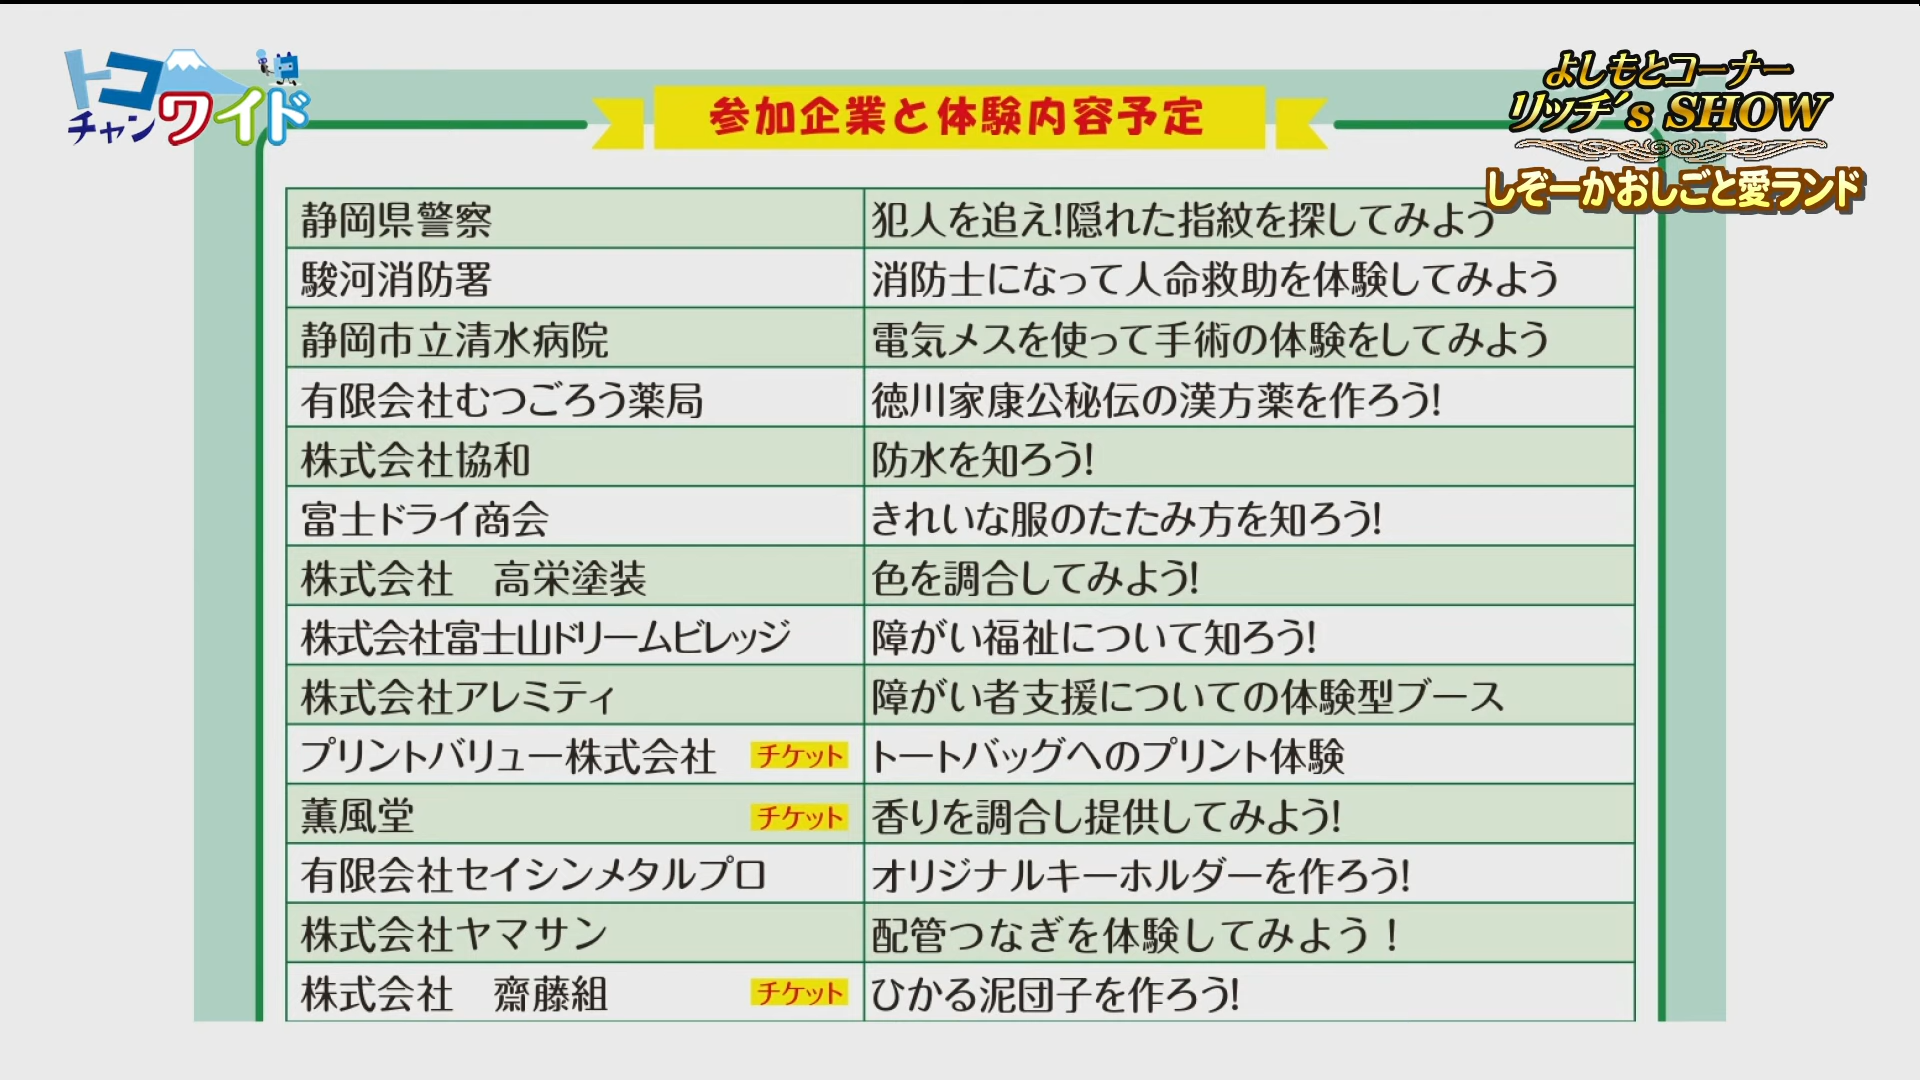 トコチャンワイド
よしもとコーナー
リッチ's SHOW
しぞーかおしごと愛ランド
参加企業と体験内容予定
静岡県警察 犯人を追え!隠れた指紋を探してみよう
駿河消防署 消防士になって人命救助を体験してみよう
静岡市立清水病院 電気メスを使って手術の体験をしてみよう
有限会社むつごろう薬局 徳川家康公秘伝の漢方薬を作ろう!
株式会社協和 防水を知ろう!
富士ドライ商会 きれいな服のたたみ方を知ろう!
株式会社　高栄塗装 色を調合してみよう!
株式会社富士山ドリームビレッジ 障がい福祉について知ろう!
株式会社アレミティ 障がい者支援についての体験型ブース
プリントバリュー株式会社 チケット トートバッグへのプリント体験
薫風堂 チケット 香りを調合し提供してみよう!
有限会社セイシンメタルプロ オリジナルキーホルダーを作ろう!
株式会社ヤマサン 配管つなぎを体験してみよう！
株式会社　齋藤組 チケット ひかる泥団子を作ろう!